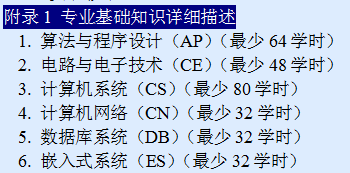 附录 1 专业基础知识详细描述
1. 算法与程序设计（AP）（最少 64 学时）
2. 电路与电子技术（CE）（最少 48 学时）
3. 计算机系统（CS）（最少 80 学时）
4. 计算机网络（CN）（最少 32 学时）
5. 数据库系统（DB）（最少 32 学时）
6. 嵌入式系统（ES）（最少 32 学时）